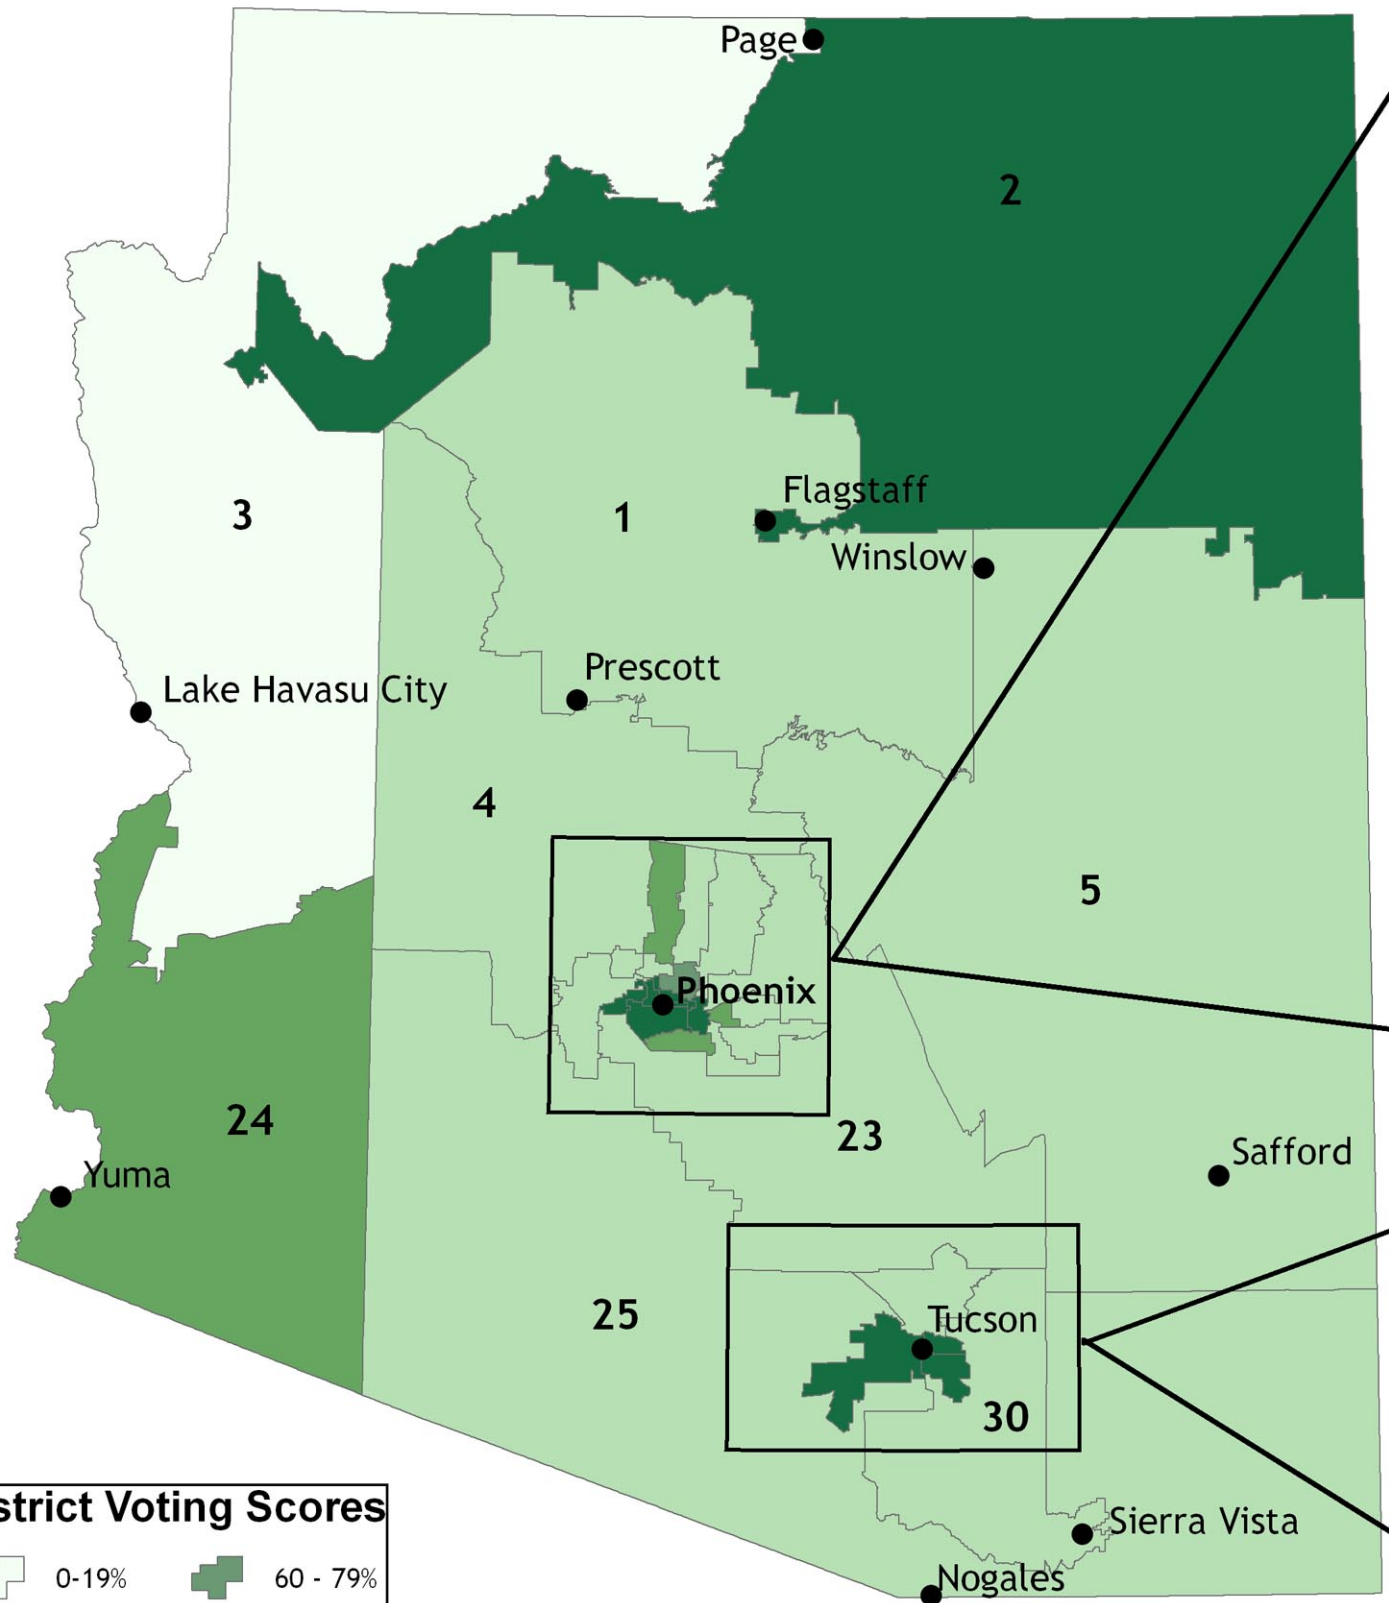 Page
2
Flagstaff
3
1
Winslow
Prescott
Lake Havasu City
4
5
Phoenix
24
23
Safford
Yuma
25
Tucson
30
strict Voting Scores
Sierra Vista
0-19%
60 - 79%
Nogales